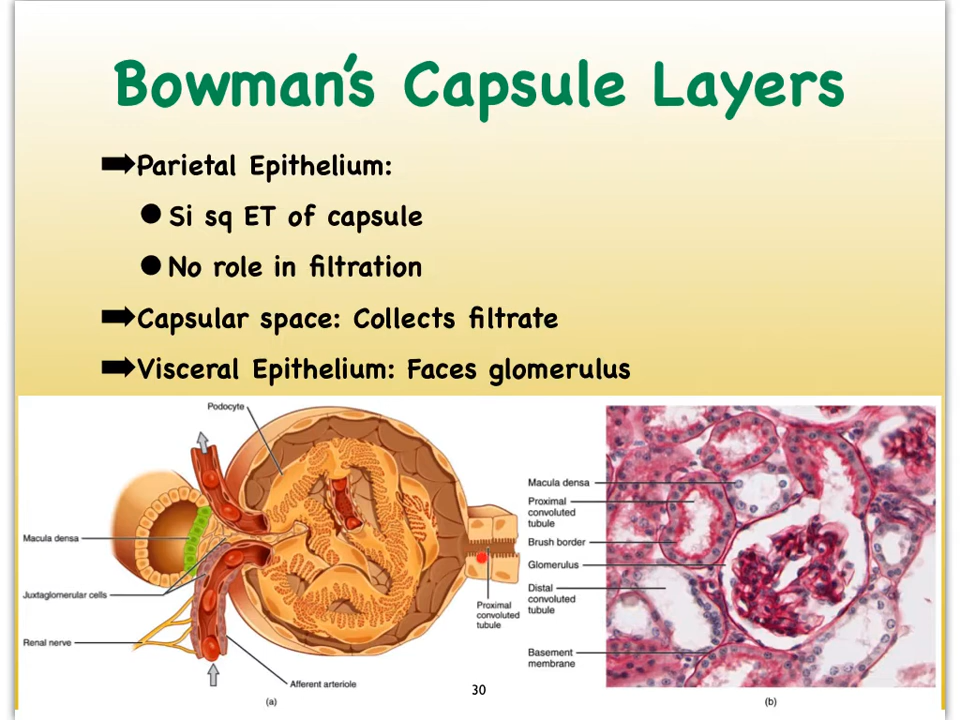 Bowman's Capsule Layers
➡Parietal Epithelium:
● Si sq ET of capsule
● No role in filtration
➡Capsular space: Collects filtrate
➡Visceral Epithelium: Faces glomerulus
Podocyte
Macula densa
Juxtaglomerular cells
Renal nerve
Afferent arteriole
Proximal
convoluted
tubule
(a)
30
Macula densa
Proximal
convoluted
tubule
Brush border
Glomerulus
Distal
convoluted
tubule
Basement
membrane
(b)